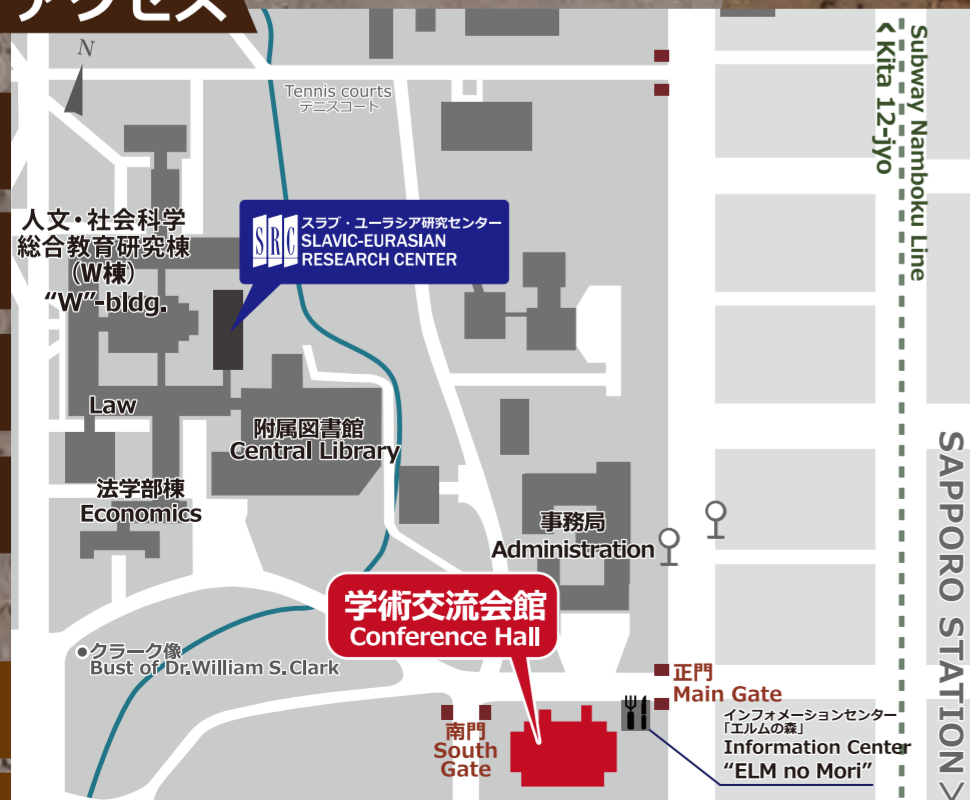 アクセス
N
Tennis courts
テニスコート
< Kita 12-jyo
Subway Namboku Line
人文・社会科学
総合教育研究棟
（W棟）
“W”-bldg.
SRC
スラブ・ユーラシア研究センター
SLAVIC-EURASIAN
RESEARCH CENTER
Law
附属図書館
Central Library
法学部棟
Economics
事務局
Administration
SAPPORO STATION >
学術交流会館
Conference Hall
クラーク像
Bust of Dr.William S.Clark
正門
Main Gate
南門
South
Gate
インフォメーションセンター
「エルムの森」
Information Center
“ELM no Mori”